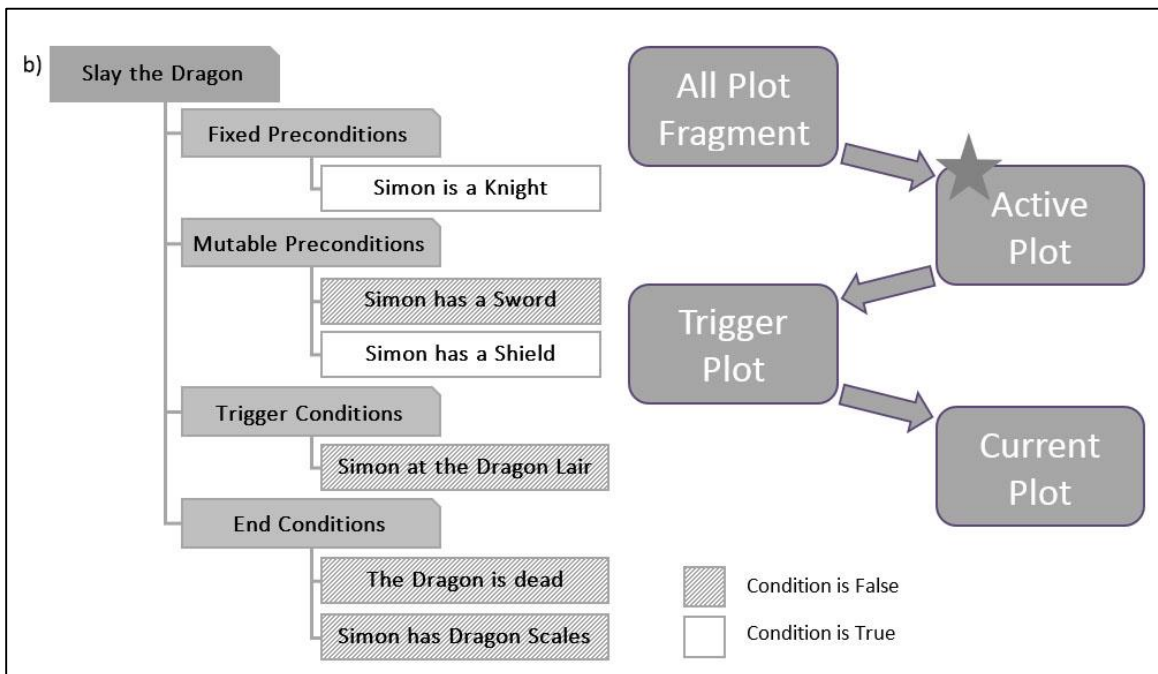 b)
Slay the Dragon
Fixed Preconditions
Simon is a Knight
Mutable Preconditions
Simon has a Sword
Simon has a Shield
Trigger Conditions
Simon at the Dragon Lair
End Conditions
The Dragon is dead
Simon has Dragon Scales
All Plot
Fragment
Active
Plot
Trigger
Plot
Current
Plot
Condition is False
Condition is True